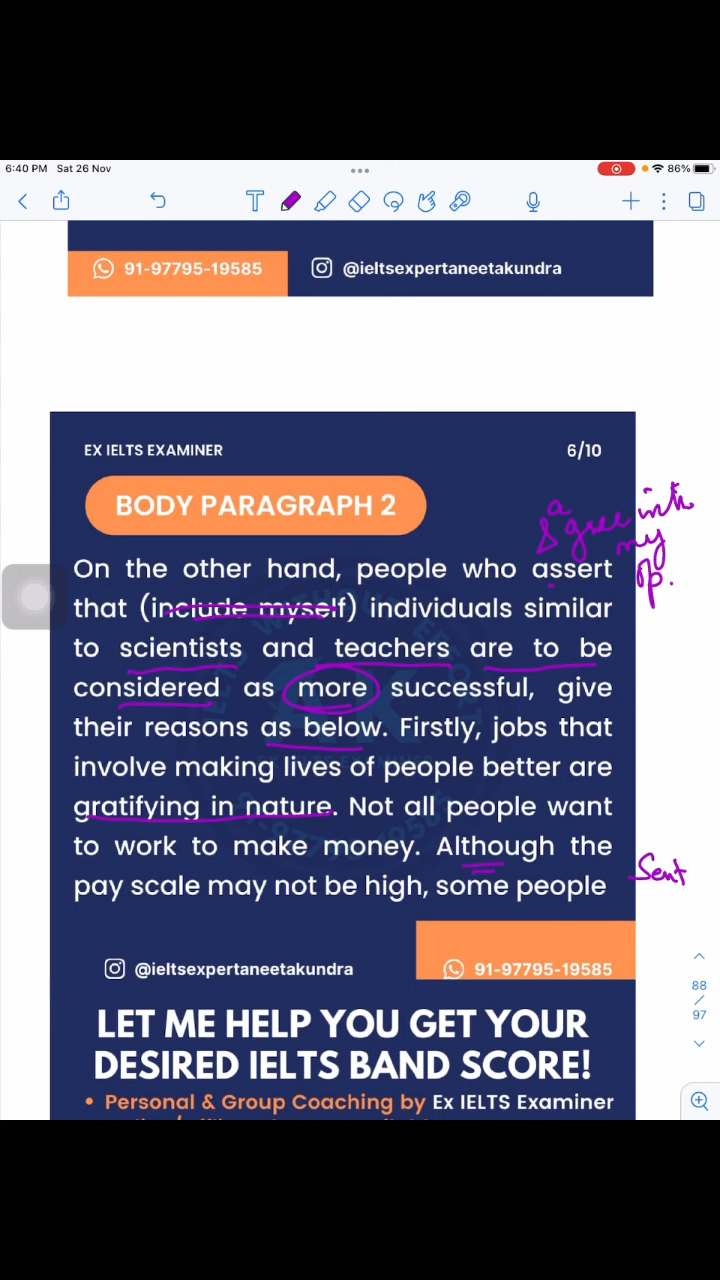 6:40 PM Sat 26 Nov
86%
91-97795-19585 @ieltsexpertaneetakundra
EX IELTS EXAMINER 6/10
BODY PARAGRAPH 2
agree with
my
op.
On the other hand, people who assert
that (include myself) individuals similar
to scientists and teachers are to be
considered as more successful, give
their reasons as below. Firstly, jobs that
involve making lives of people better are
gratifying in nature. Not all people want
to work to make money. Although the
pay scale may not be high, some people
Sent
@ieltsexpertaneetakundra 91-97795-19585
88
/
97
LET ME HELP YOU GET YOUR
DESIRED IELTS BAND SCORE!
• Personal & Group Coaching by Ex IELTS Examiner